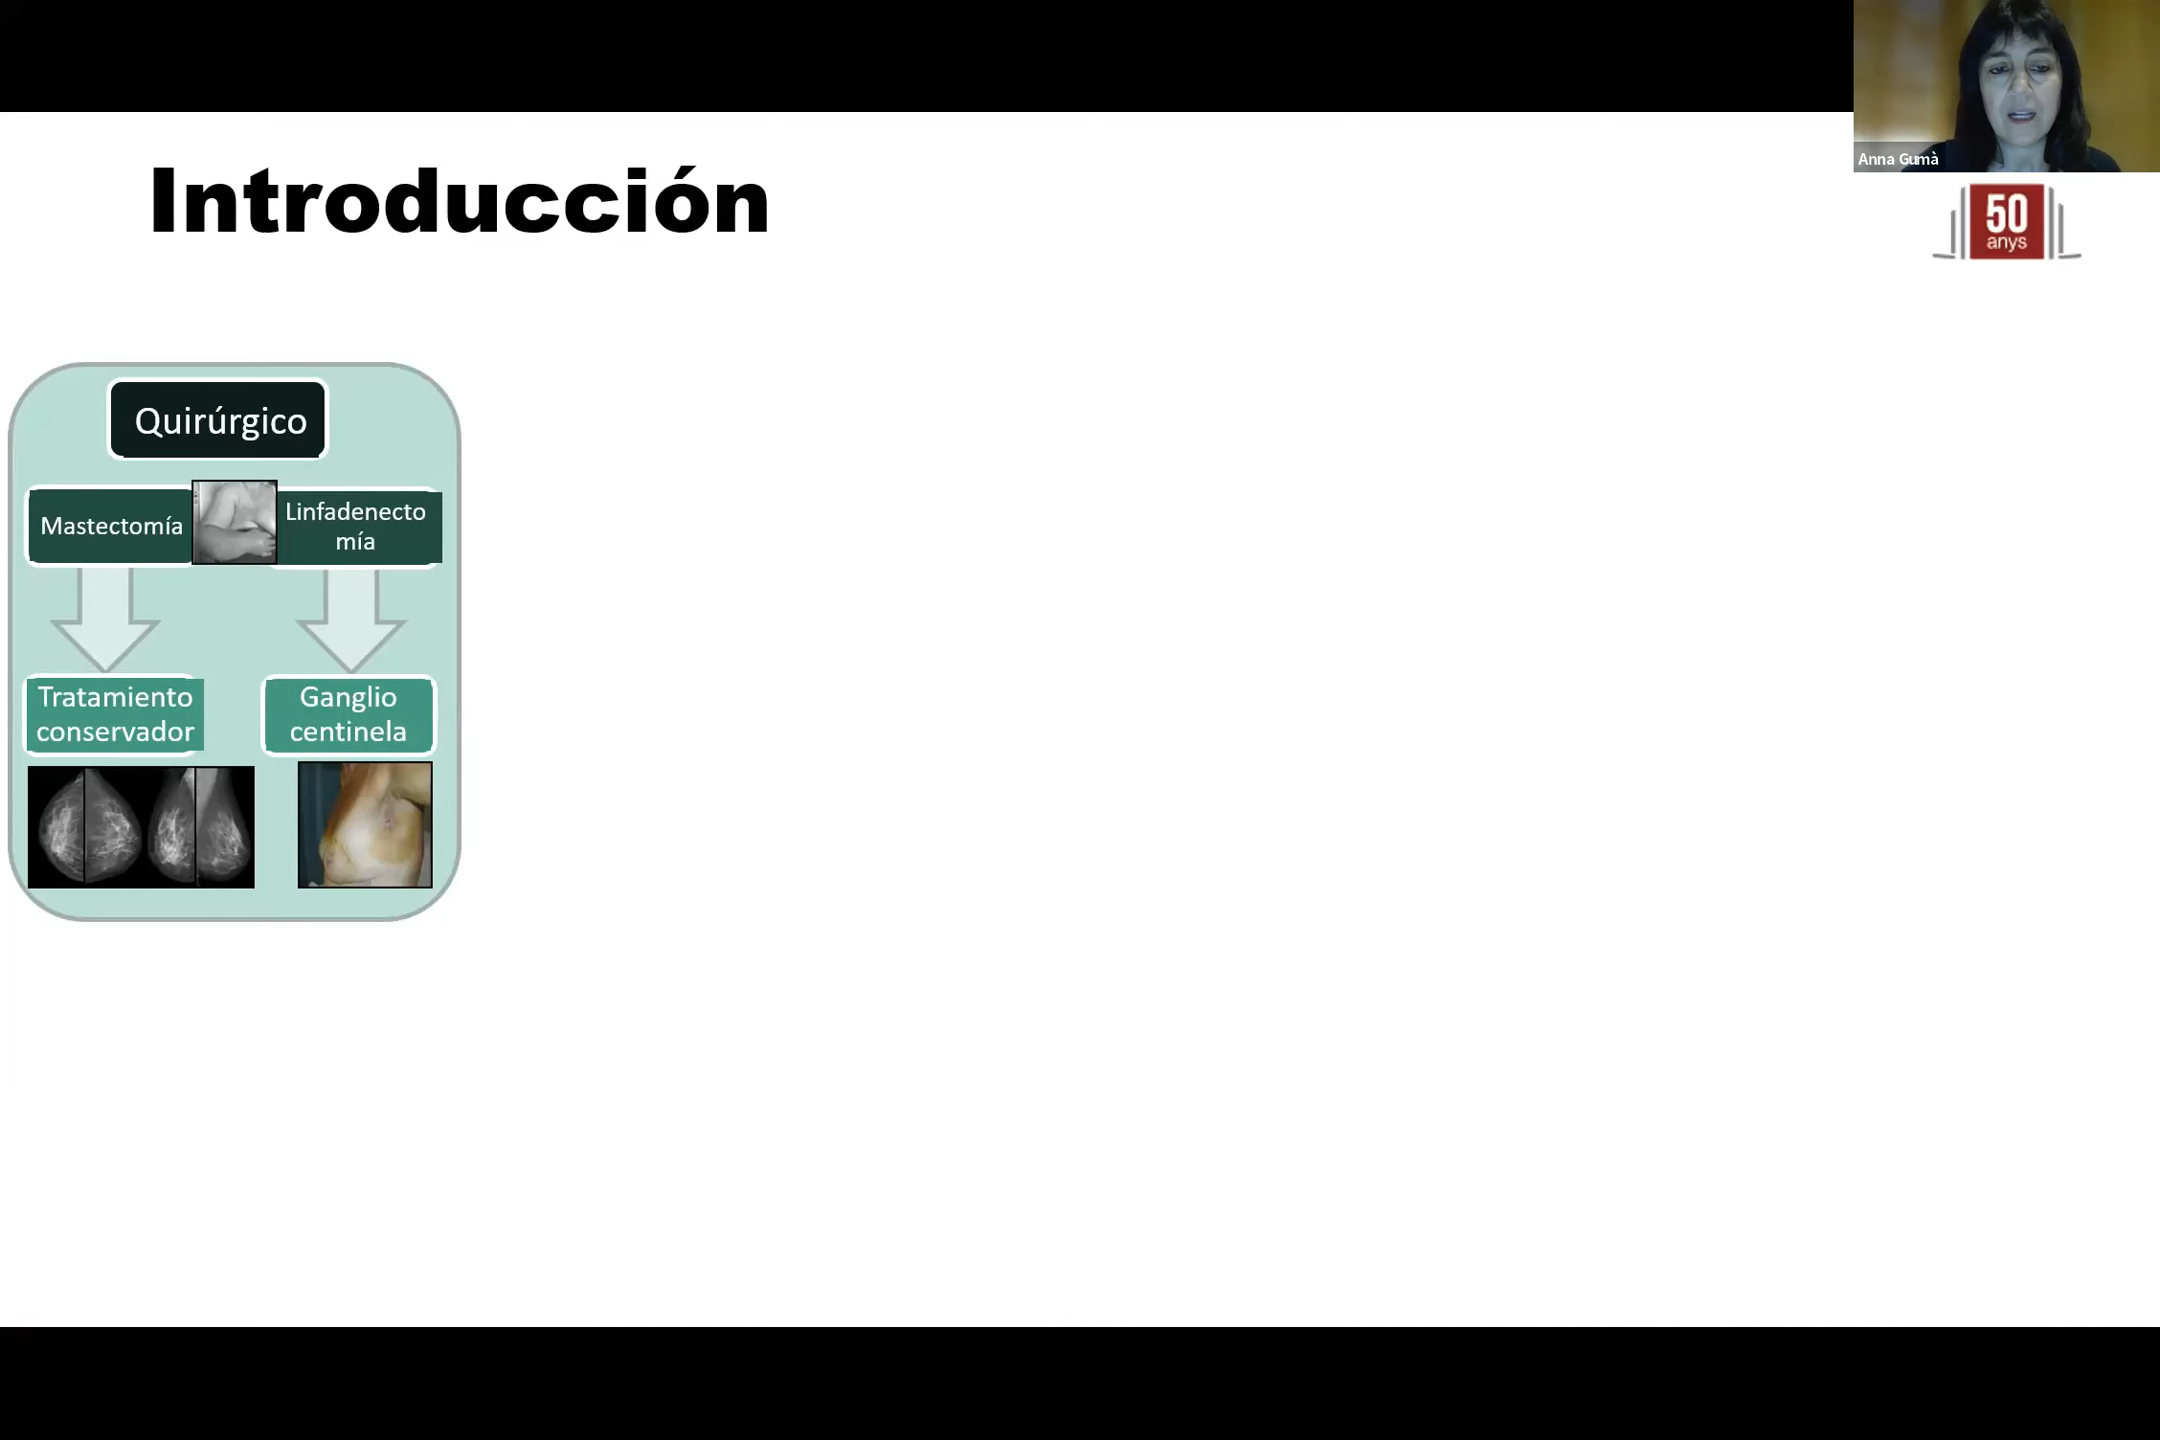 Anna Gumà
Introducción
50
anys
Quirúrgico
Mastectomía
Linfadenecto
mía
Tratamiento
conservador
Ganglio
centinela